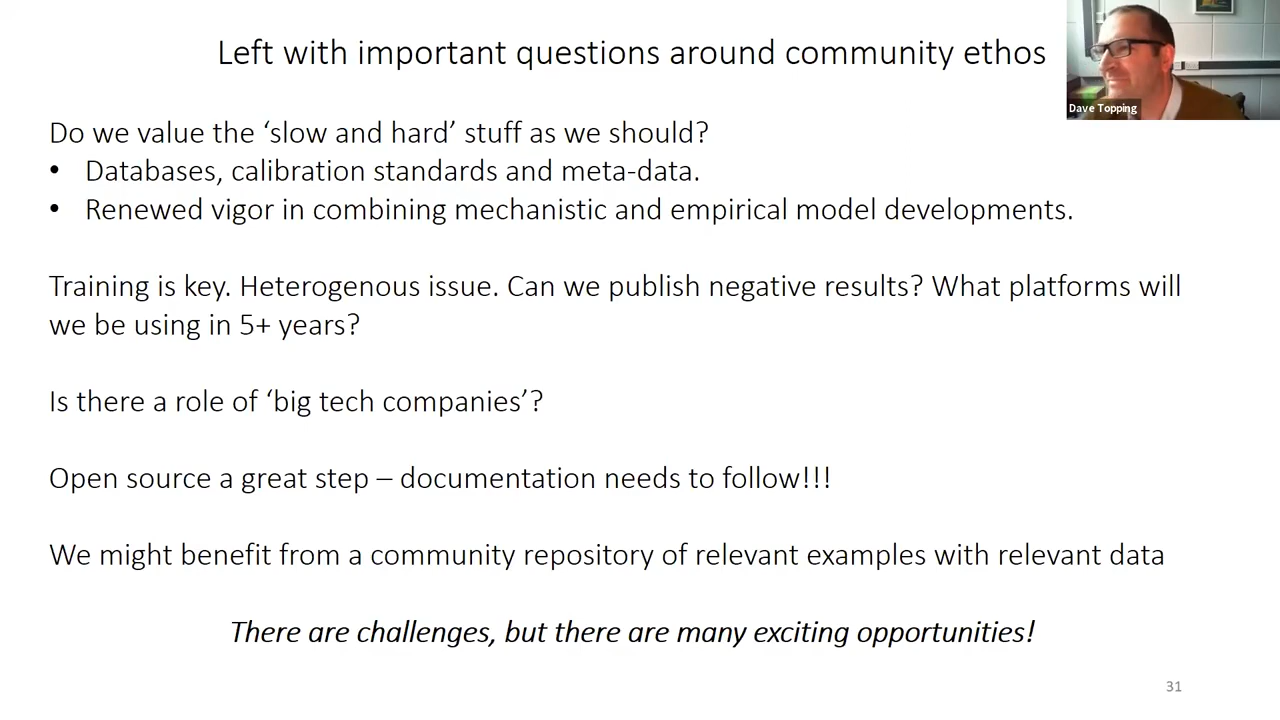 Left with important questions around community ethos
Dave Topping
Do we value the ‘slow and hard’ stuff as we should?
• Databases, calibration standards and meta-data.
• Renewed vigor in combining mechanistic and empirical model developments.
Training is key. Heterogenous issue. Can we publish negative results? What platforms will
we be using in 5+ years?
Is there a role of ‘big tech companies’?
Open source a great step – documentation needs to follow!!!
We might benefit from a community repository of relevant examples with relevant data
There are challenges, but there are many exciting opportunities!
31